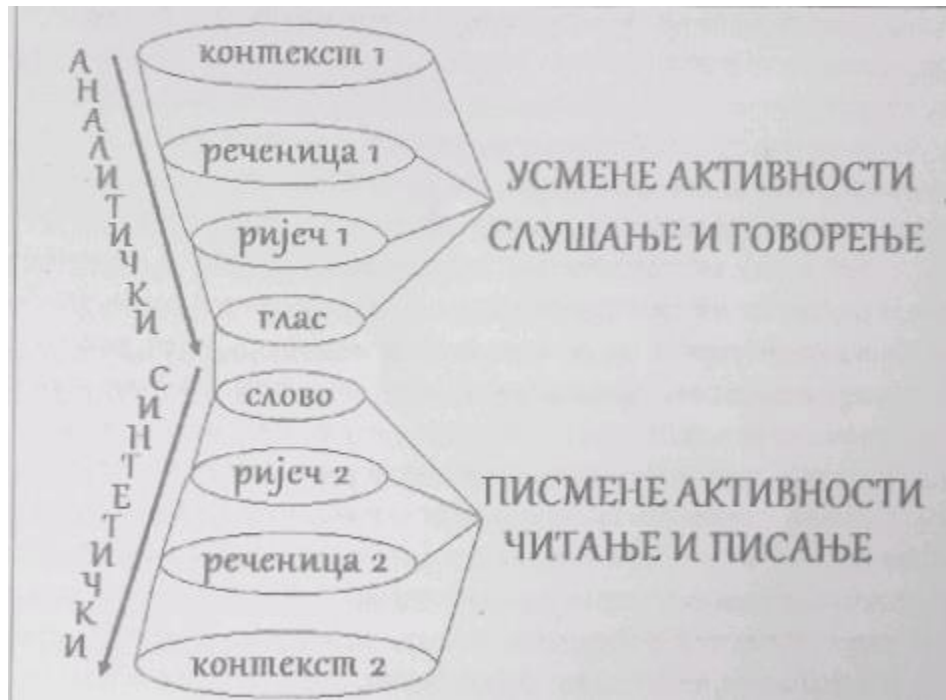 АНАЛИТИЧКИ
контекст 1
реченица 1
ријеч 1
глас
УСМЕНЕ АКТИВНОСТИ
СЛУШАЊЕ И ГОВОРЕЊЕ
СИНТЕТИЧКИ
слово
ријеч 2
реченица 2
контекст 2
ПИСМЕНЕ АКТИВНОСТИ
ЧИТАЊЕ И ПИСАЊЕ